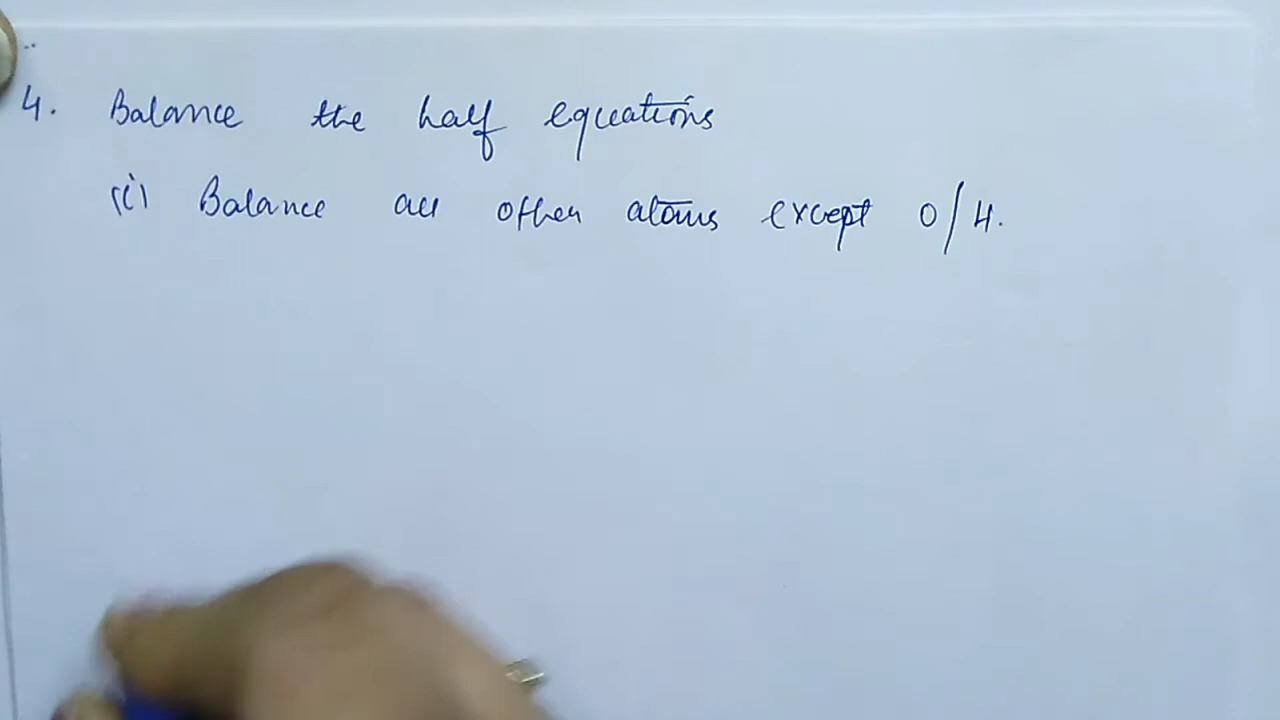 4. Balance the half equations
(i) Balance all other atoms except O/H.